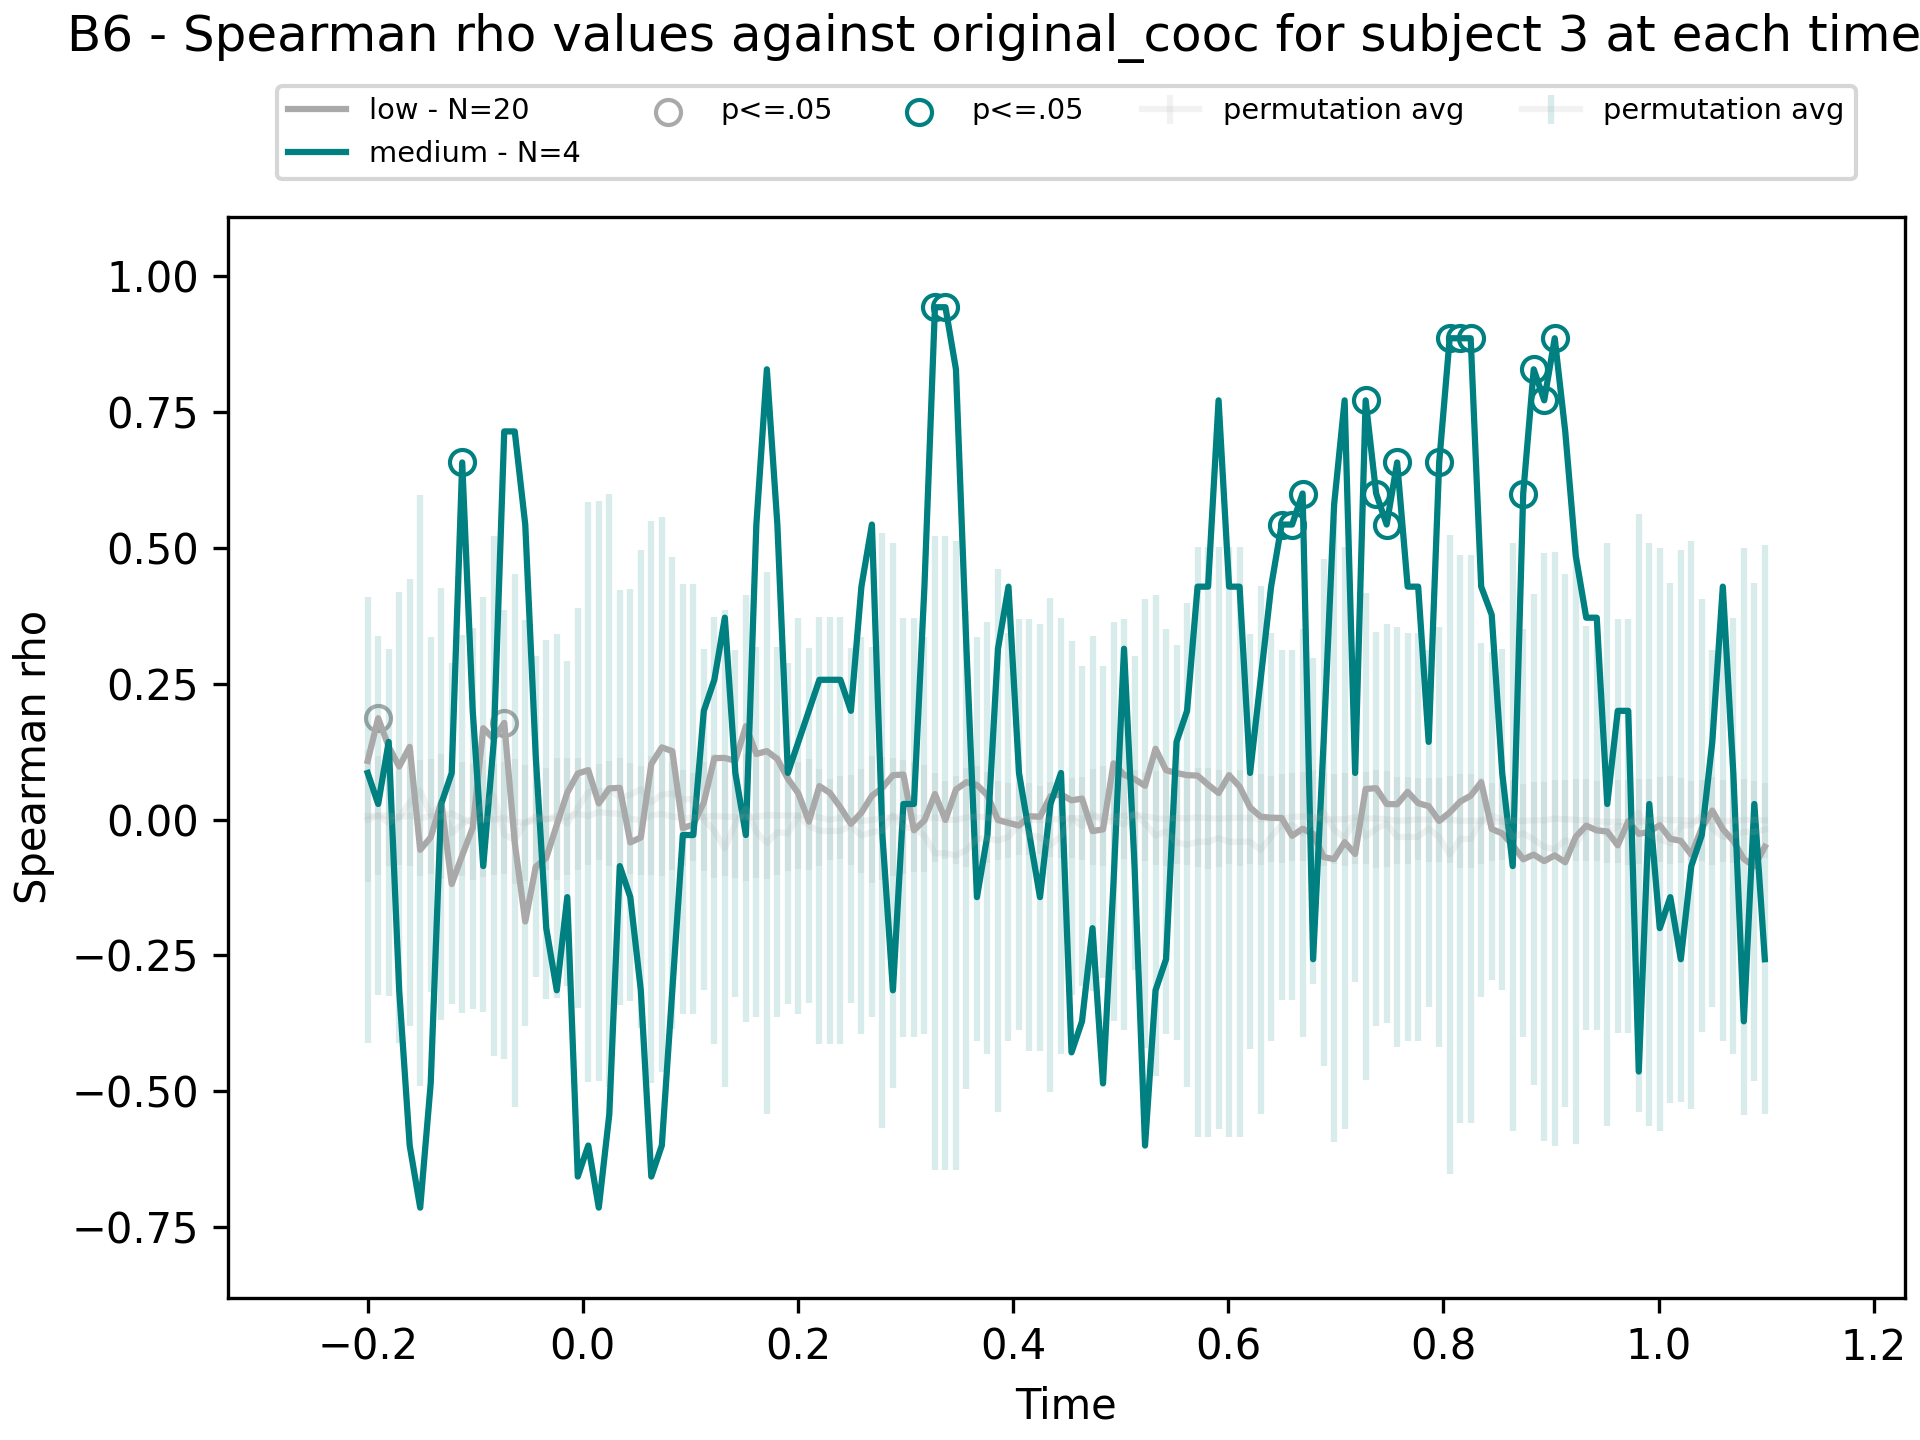 B6 - Spearman rho values against original_cooc for subject 3 at each time
low - N=20 p<=.05 p<=.05 permutation avg permutation avg
medium - N=4
1.00
0.75
0.50
0.25
0.00
−0.25
−0.50
−0.75
Spearman rho
−0.2 0.0 0.2 0.4 0.6 0.8 1.0 1.2
Time